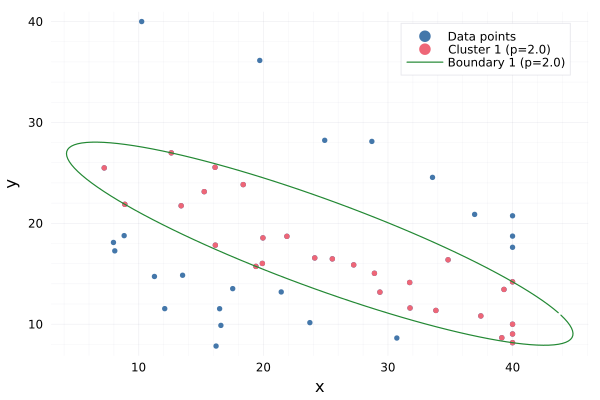 40
30
20
10
y
10 20 30 40
x
Data points
Cluster 1 (p=2.0)
Boundary 1 (p=2.0)